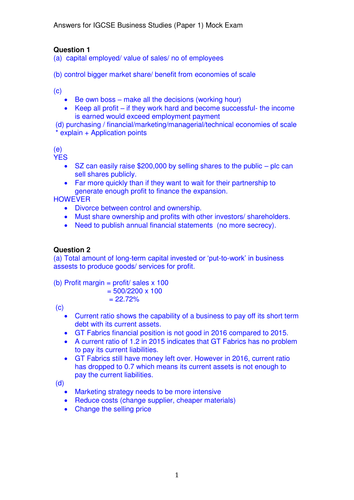 Answers for IGCSE Business Studies (Paper 1) Mock Exam
Question 1
(a) capital employed/ value of sales/ no of employees
(b) control bigger market share/ benefit from economies of scale
(c)
• Be own boss – make all the decisions (working hour)
• Keep all profit – if they work hard and become successful- the income
is earned would exceed employment payment
(d) purchasing / financial/marketing/managerial/technical economies of scale
* explain + Application points
(e)
YES
• SZ can easily raise $200,000 by selling shares to the public – plc can
sell shares publicly.
• Far more quickly than if they want to wait for their partnership to
generate enough profit to finance the expansion.
HOWEVER
• Divorce between control and ownership.
• Must share ownership and profits with other investors/ shareholders.
• Need to publish annual financial statements (no more secrecy).
Question 2
(a) Total amount of long-term capital invested or ‘put-to-work’ in business
assests to produce goods/ services for profit.
(b) Profit margin = profit/ sales x 100
= 500/2200 x 100
= 22.72%
(c)
• Current ratio shows the capability of a business to pay off its short term
debt with its current assets.
• GT Fabrics financial position is not good in 2016 compared to 2015.
• A current ratio of 1.2 in 2015 indicates that GT Fabrics has no problem
to pay its current liabilities.
• GT Fabrics still have money left over. However in 2016, current ratio
has dropped to 0.7 which means its current assets is not enough to
pay the current liabilities.
(d)
• Marketing strategy needs to be more intensive
• Reduce costs (change supplier, cheaper materials)
• Change the selling price
1